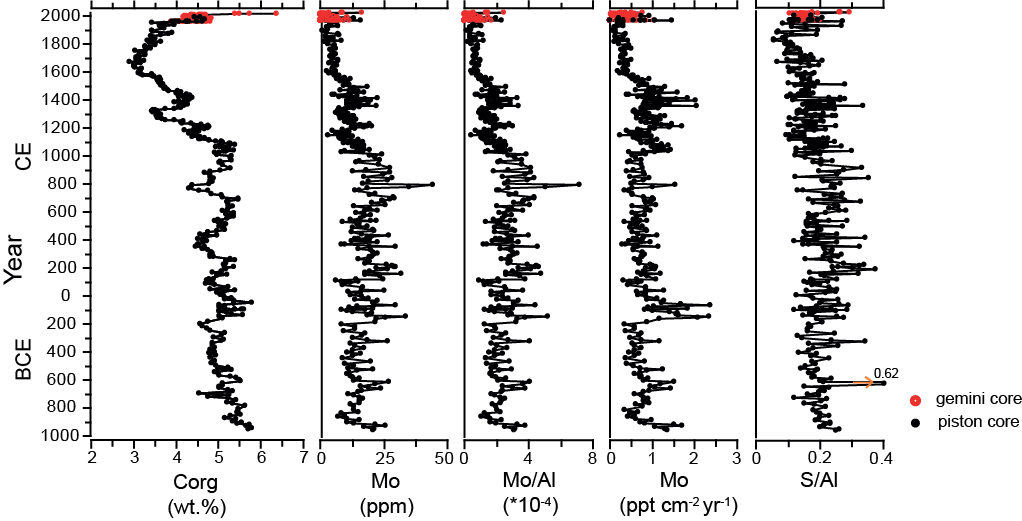 2000
1800
1600
1400
1200
1000
800
600
400
200
0
200
400
600
800
1000
CE
Year
BCE
0.62
gemini core
piston core
2 3 4 5 6 7
0 25 50
0 4 8
0 1 2 3
0 0.2 0.4
Corg
(wt.%)
Mo
(ppm)
Mo/Al
(*10⁻⁴)
Mo
(ppt cm⁻² yr⁻¹)
S/Al